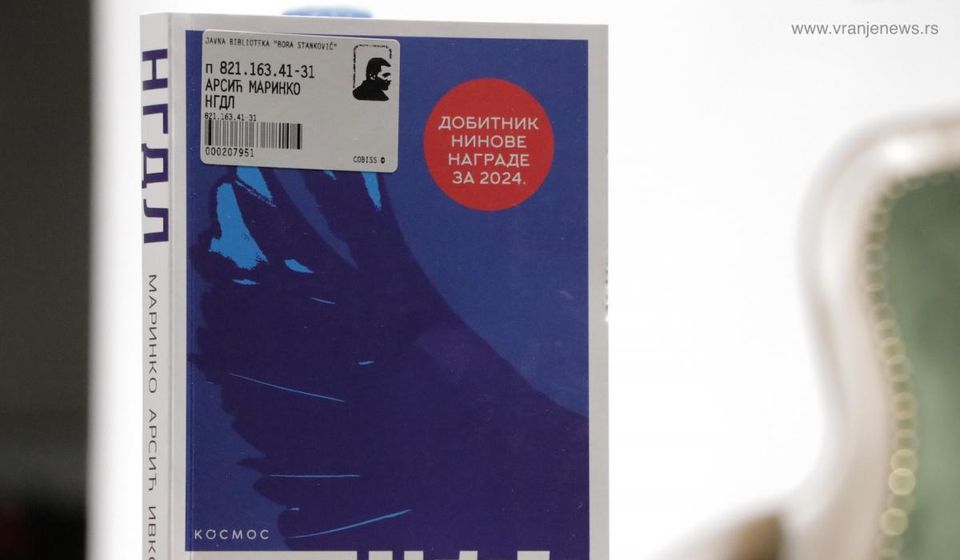 www.vranjenews.rs
JAVNA BIBLIOTEKA "BORA STANKOVIĆ"
п 821.163.41-31
АРСИЋ МАРИНКО
НГДЛ
821.163.41-31
000207951
COBISS
ДОБИТНИК
НИНОВЕ
НАГРАДЕ
ЗА 2024.
НГДЛ
МАРИНКО АРСИЋ
КОСМОС